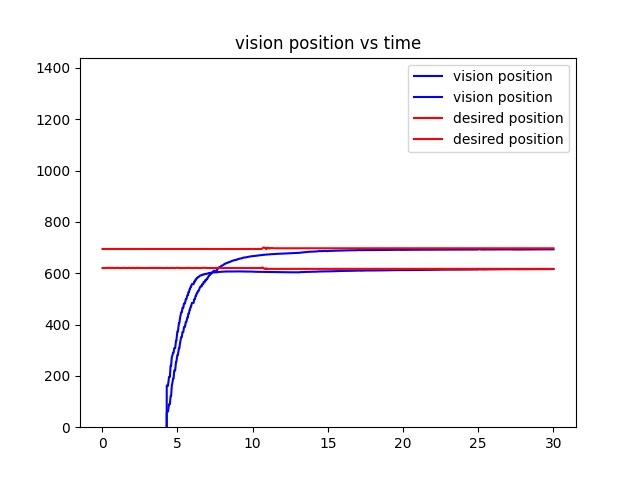 vision position vs time
1400
1200
1000
800
600
400
200
0
vision position
vision position
desired position
desired position
0 5 10 15 20 25 30